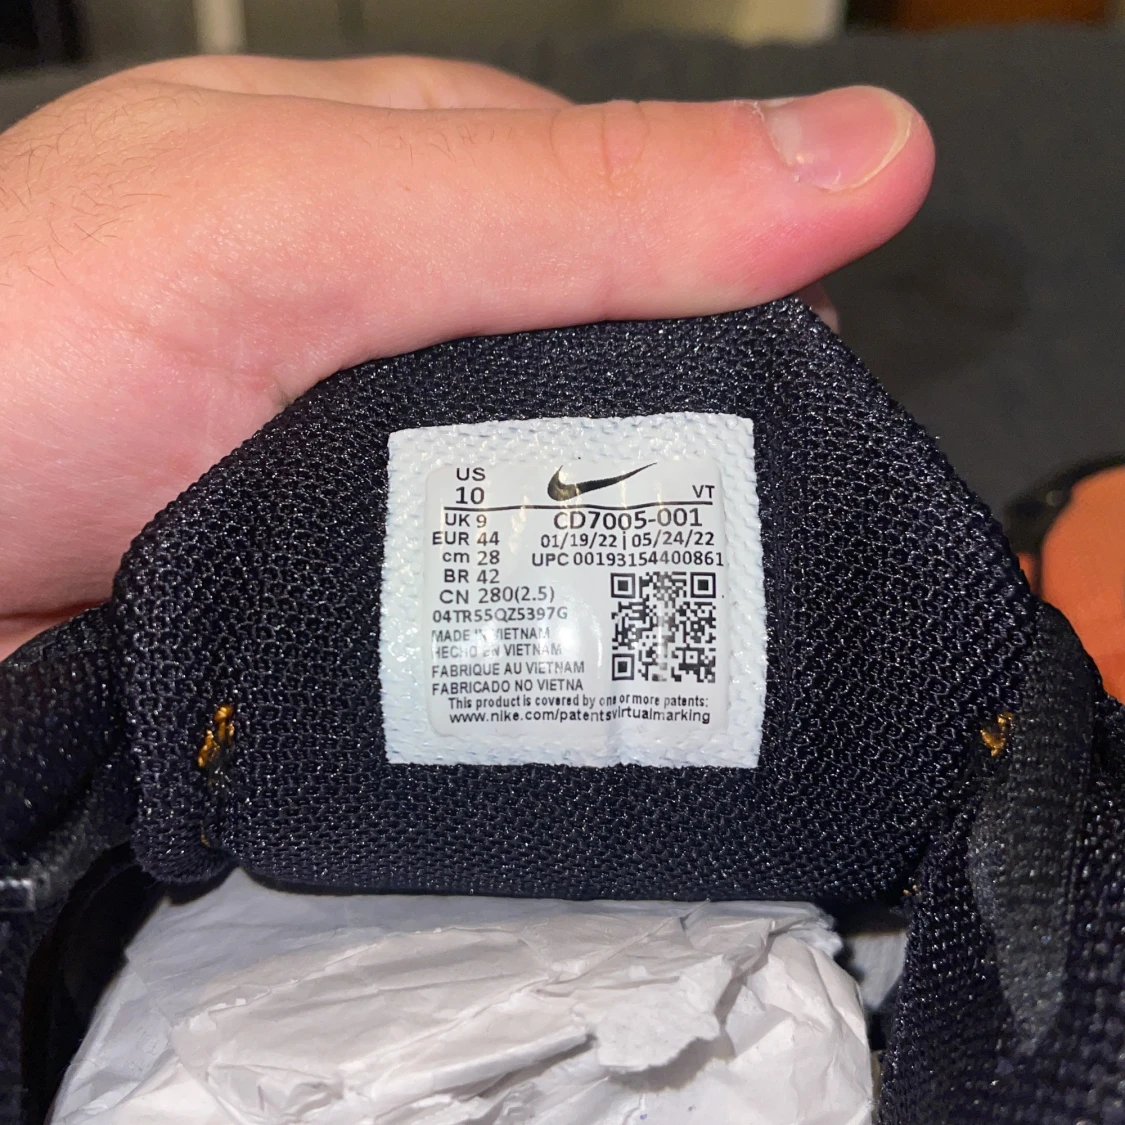 US
10
VT
UK 9
CD7005-001
EUR 44
01/19/22 | 05/24/22
cm 28
UPC 00193154400861
BR 42
CN 280(2.5)
04TR55QZ5397G
MADE IN VIETNAM
HECHO EN VIETNAM
FABRIQUE AU VIETNAM
FABRICADO NO VIETNA
This product is covered by one or more patents:
www.nike.com/patentsvirtualmarking